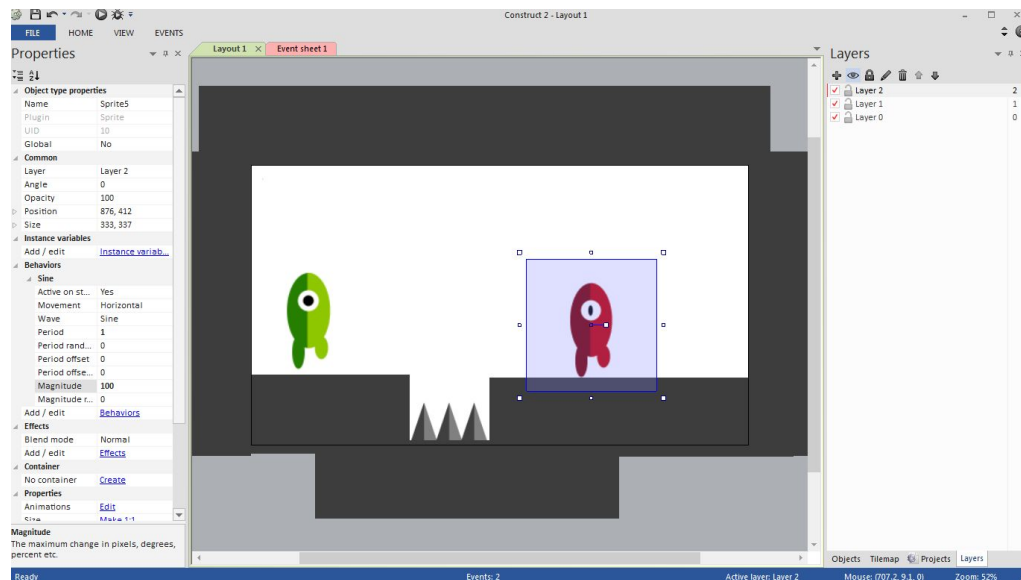 Construct 2 - Layout 1
FILE HOME VIEW EVENTS
Properties
Layout 1 × Event sheet 1
Layers
Object type properties
Name Sprite5
Plugin Sprite
UID 10
Global No
Common
Layer Layer 2
Angle 0
Opacity 100
Position 876, 412
Size 333, 337
Instance variables
Add / edit Instance variab...
Behaviors
Sine
Active on st... Yes
Movement Horizontal
Wave Sine
Period 1
Period rand... 0
Period offset 0
Period offse... 0
Magnitude 100
Magnitude r... 0
Add / edit Behaviors
Effects
Blend mode Normal
Add / edit Effects
Container
No container Create
Properties
Animations Edit
Size Make 1:1
Magnitude
The maximum change in pixels, degrees,
percent etc.
Layer 2 2
Layer 1 1
Layer 0 0
Objects Tilemap Projects Layers
Ready Events: 2 Active layer: Layer 2 Mouse: (707.2, 9.1, 0) Zoom: 52%